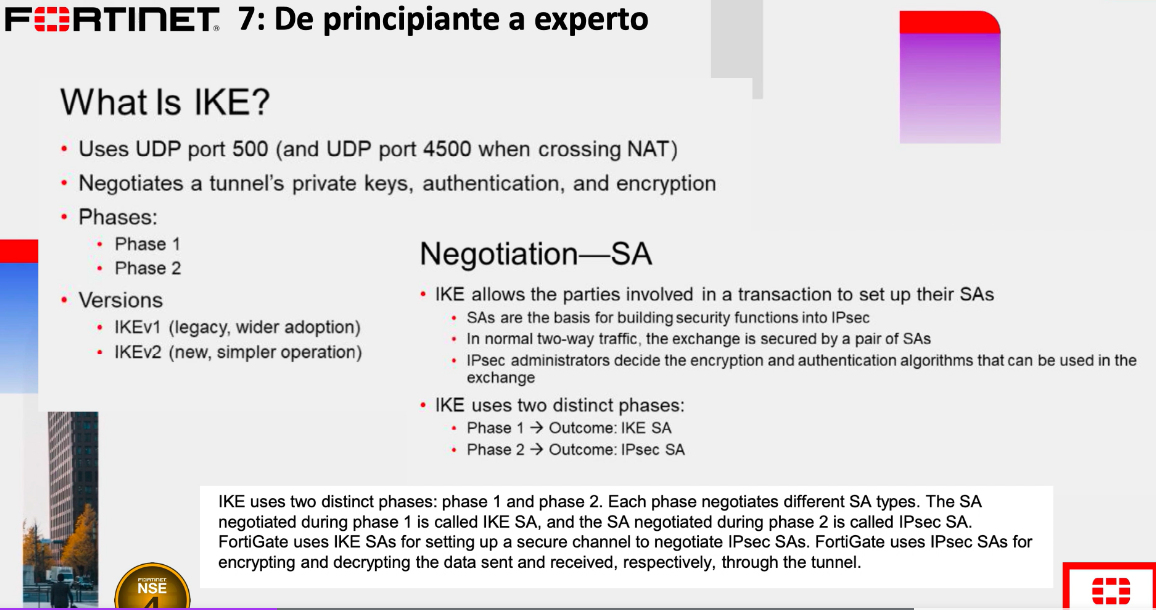 FORTINET® 7: De principiante a experto
What Is IKE?
• Uses UDP port 500 (and UDP port 4500 when crossing NAT)
• Negotiates a tunnel's private keys, authentication, and encryption
• Phases:
• Phase 1
• Phase 2
• Versions
• IKEv1 (legacy, wider adoption)
• IKEv2 (new, simpler operation)
Negotiation—SA
• IKE allows the parties involved in a transaction to set up their SAs
• SAs are the basis for building security functions into IPsec
• In normal two-way traffic, the exchange is secured by a pair of SAs
• IPsec administrators decide the encryption and authentication algorithms that can be used in the
exchange
• IKE uses two distinct phases:
• Phase 1 → Outcome: IKE SA
• Phase 2 → Outcome: IPsec SA
IKE uses two distinct phases: phase 1 and phase 2. Each phase negotiates different SA types. The SA
negotiated during phase 1 is called IKE SA, and the SA negotiated during phase 2 is called IPsec SA.
FortiGate uses IKE SAs for setting up a secure channel to negotiate IPsec SAs. FortiGate uses IPsec SAs for
encrypting and decrypting the data sent and received, respectively, through the tunnel.
FORTINET
NSE
4